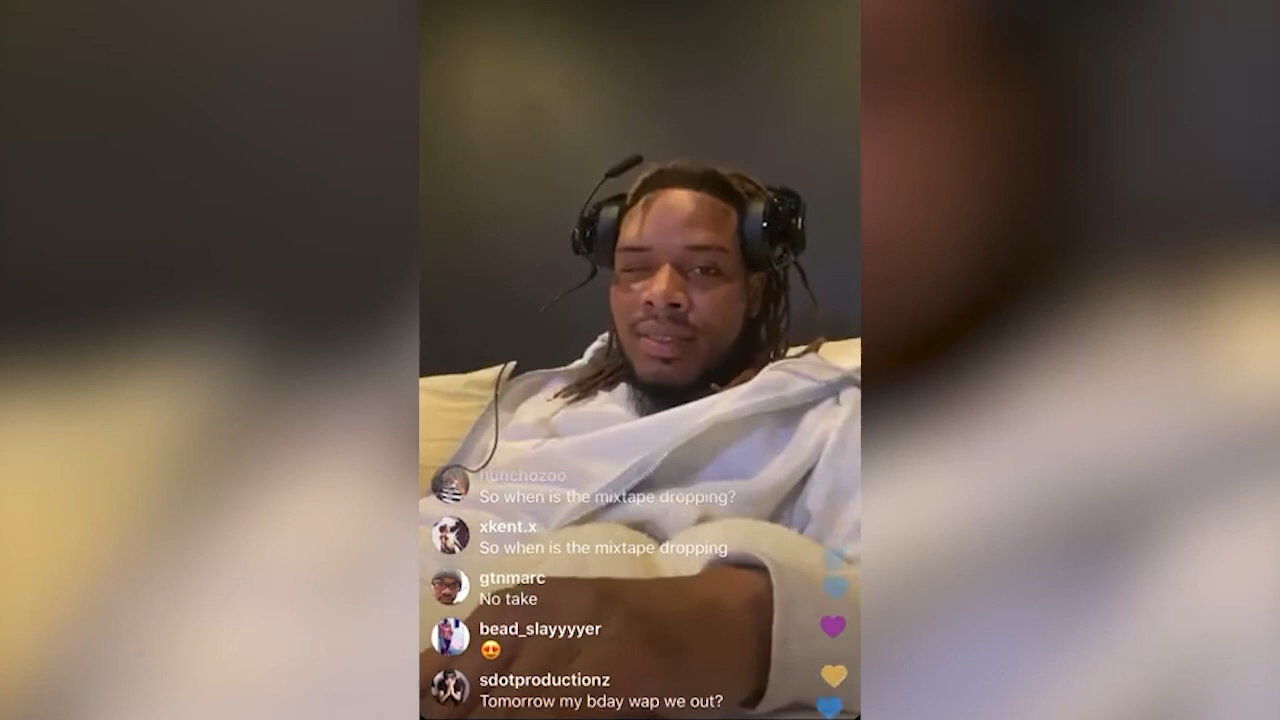 hunchozoo
So when is the mixtape dropping?
xkent.x
So when is the mixtape dropping
gtnmarc
No take
bead_slayyyyer
😍
sdotproductionz
Tomorrow my bday wap we out?